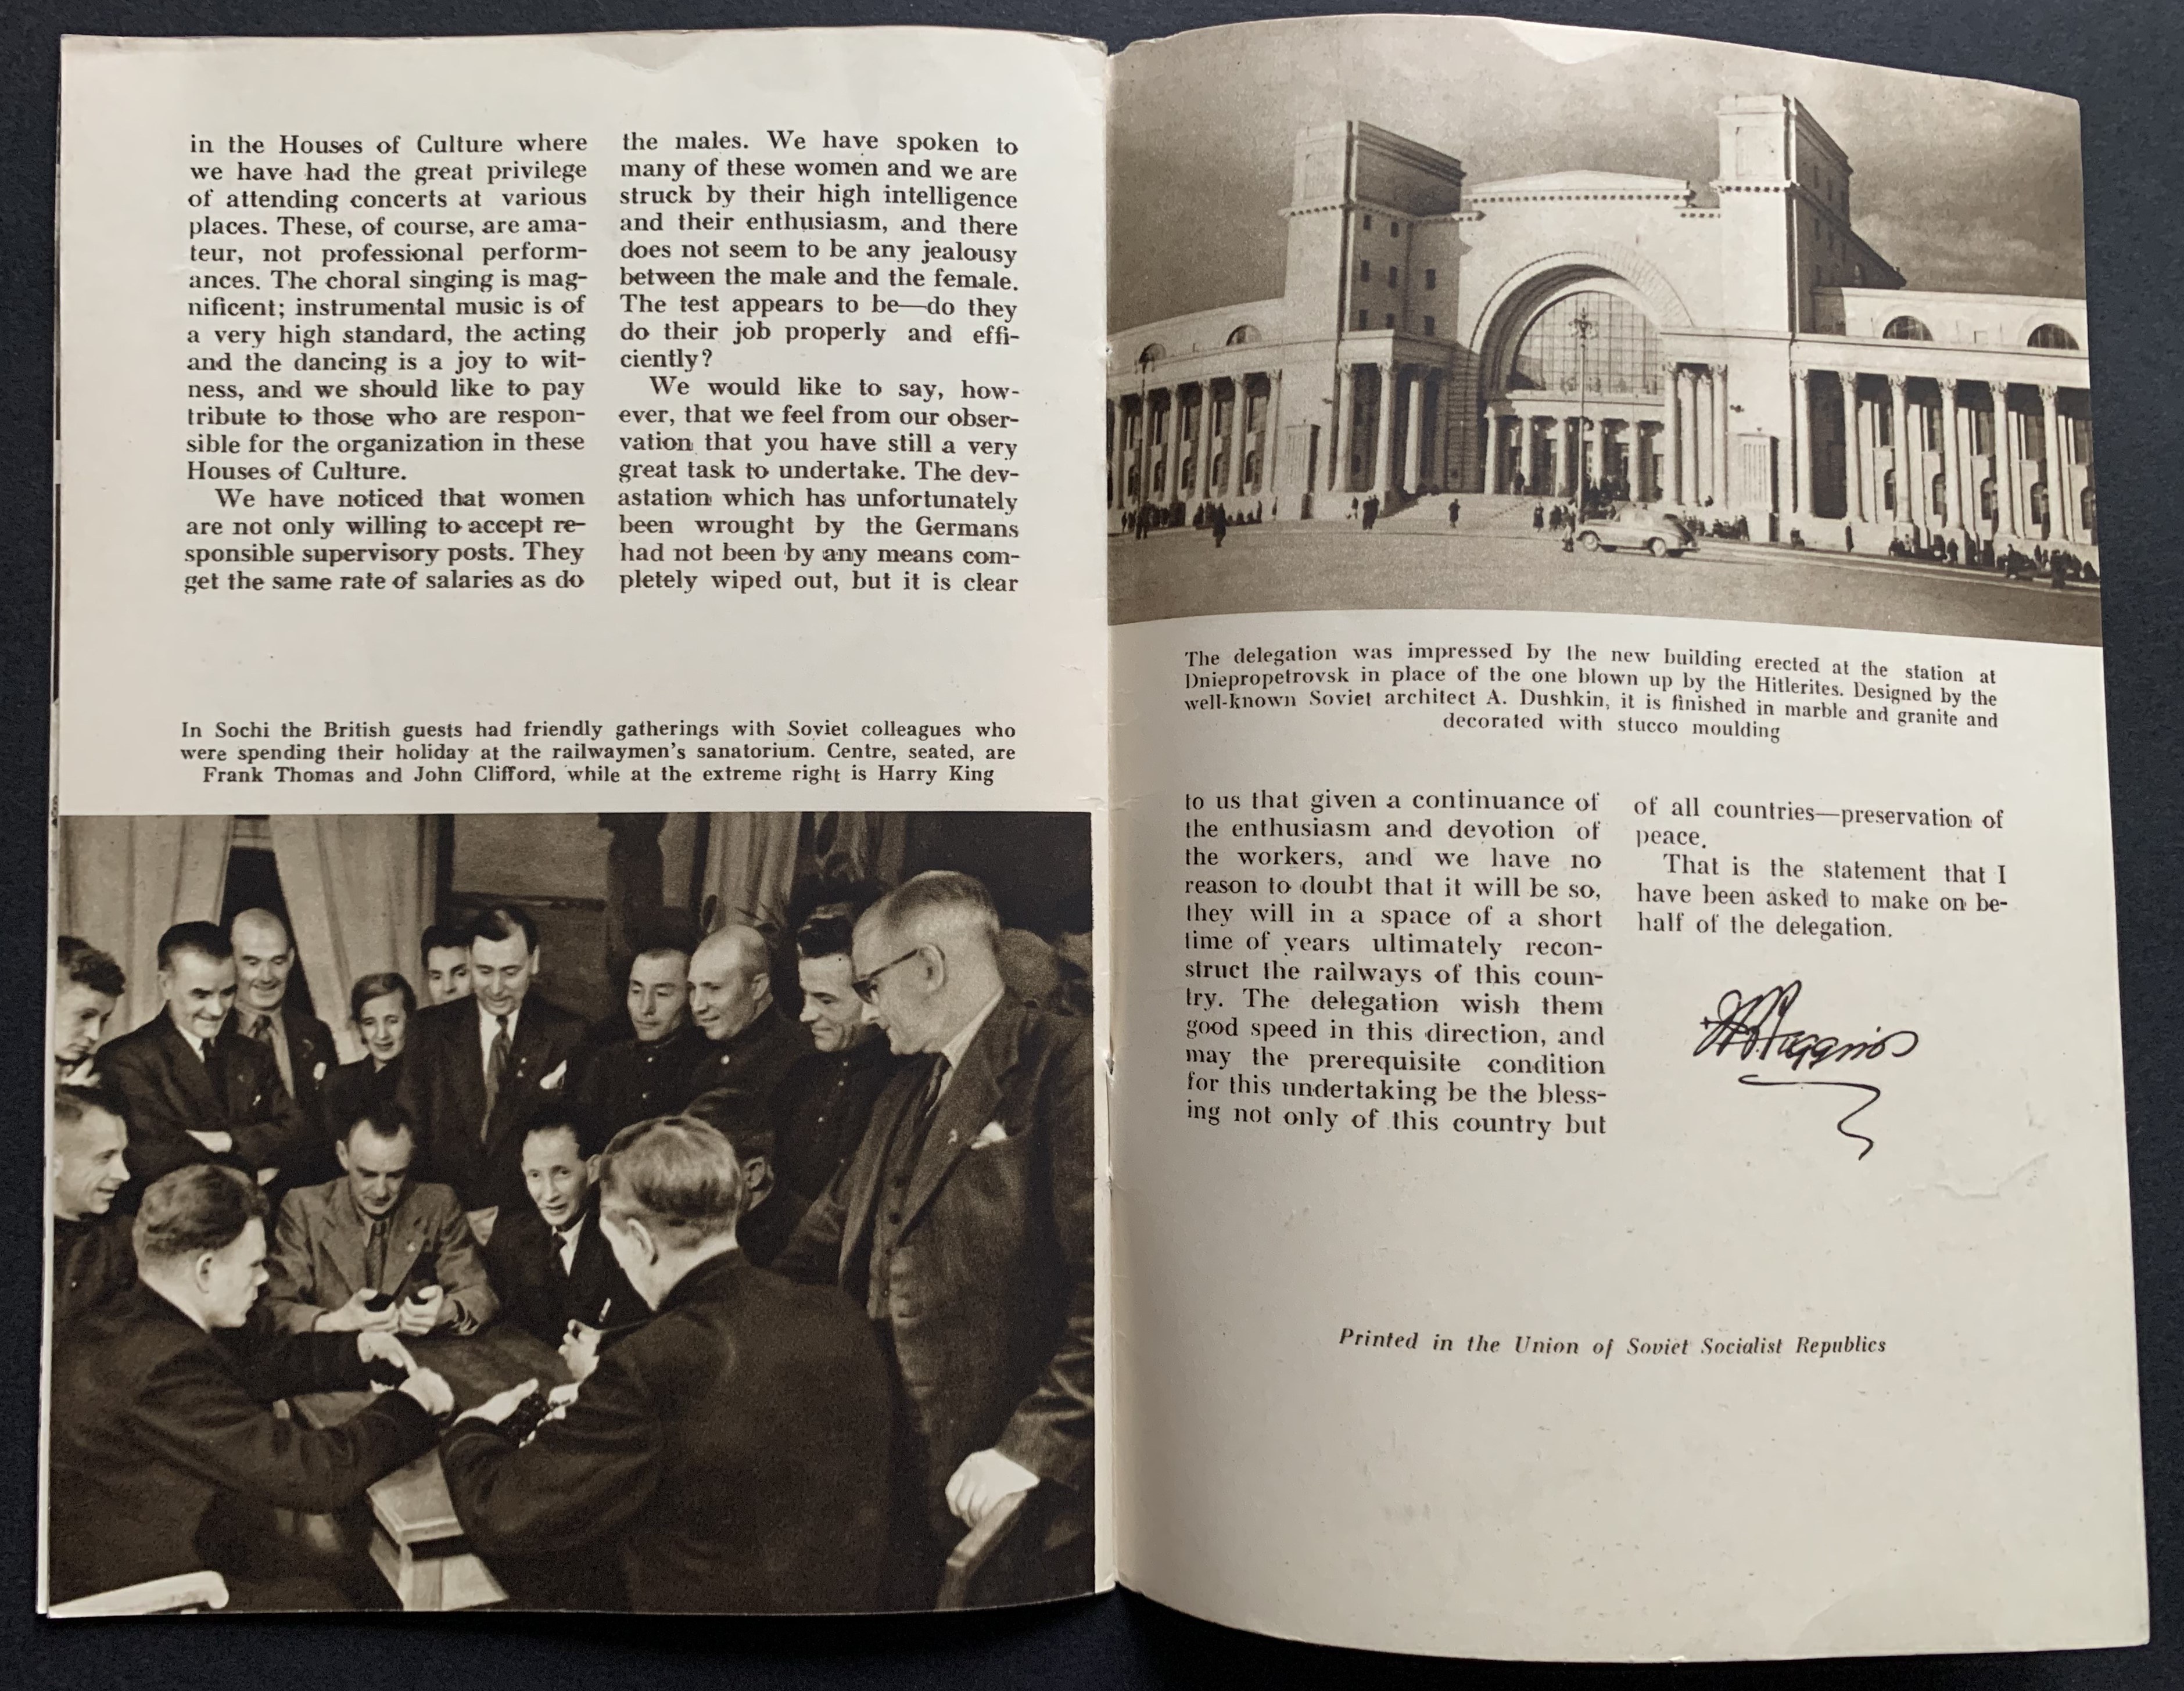 in the Houses of Culture where
we have had the great privilege
of attending concerts at various
places. These, of course, are ama-
teur, not professional perform-
ances. The choral singing is mag-
nificent; instrumental music is of
a very high standard, the acting
and the dancing is a joy to wit-
ness, and we should like to pay
tribute to those who are respon-
sible for the organization in these
Houses of Culture.
We have noticed that women
are not only willing to accept re-
sponsible supervisory posts. They
get the same rate of salaries as do
the males. We have spoken to
many of these women and we are
struck by their high intelligence
and their enthusiasm, and there
does not seem to be any jealousy
between the male and the female.
The test appears to be—do they
do their job properly and effi-
ciently?
We would like to say, how-
ever, that we feel from our obser-
vation that you have still a very
great task to undertake. The dev-
astation which has unfortunately
been wrought by the Germans
had not been by any means com-
pletely wiped out, but it is clear
In Sochi the British guests had friendly gatherings with Soviet colleagues who
were spending their holiday at the railwaymen's sanatorium. Centre, seated, are
Frank Thomas and John Clifford, while at the extreme right is Harry King
The delegation was impressed by the new building erected at the station at
Dniepropetrovsk in place of the one blown up by the Hitlerites. Designed by the
well-known Soviet architect A. Dushkin, it is finished in marble and granite and
decorated with stucco moulding
to us that given a continuance of
the enthusiasm and devotion of
the workers, and we have no
reason to doubt that it will be so,
they will in a space of a short
time of years ultimately recon-
struct the railways of this coun-
try. The delegation wish them
good speed in this direction, and
may the prerequisite condition
for this undertaking be the bless-
ing not only of this country but
of all countries—preservation of
peace.
That is the statement that I
have been asked to make on be-
half of the delegation.
Printed in the Union of Soviet Socialist Republics